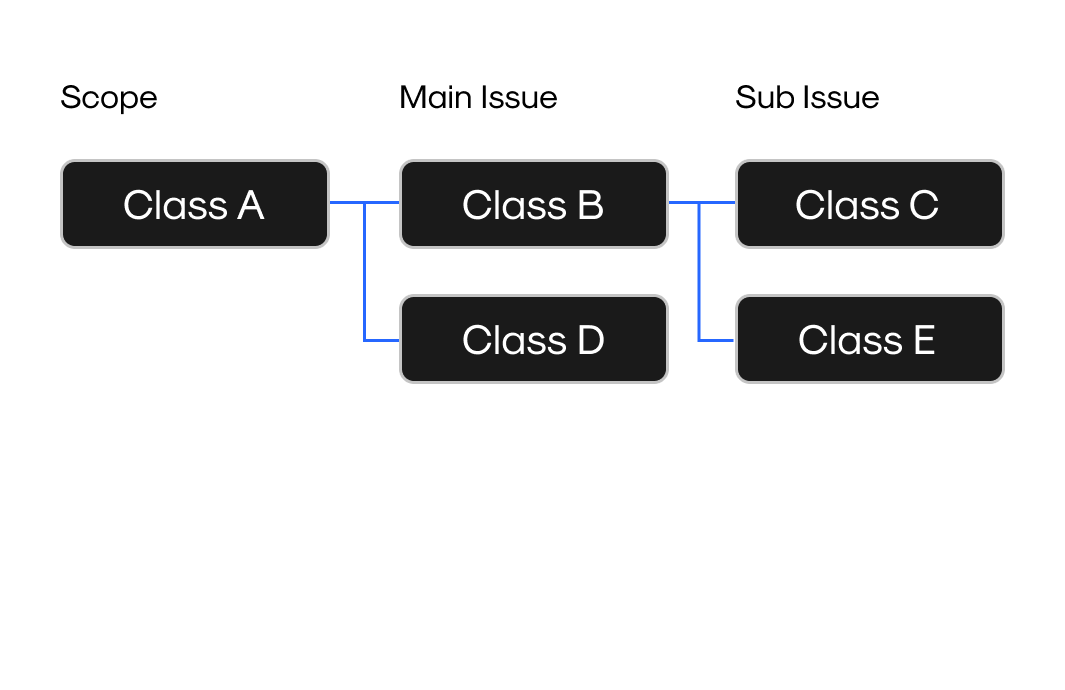 Scope
Main Issue
Sub Issue
Class A
Class B
Class C
Class D
Class E